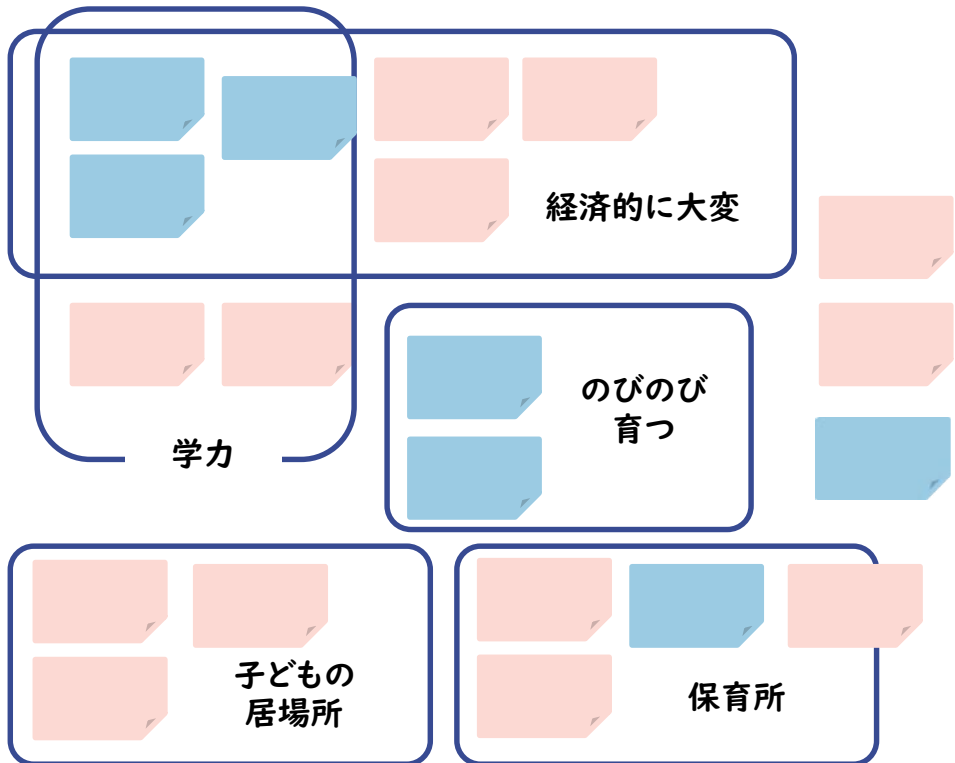 経済的に大変
のびのび
育つ
学力
子どもの
居場所
保育所